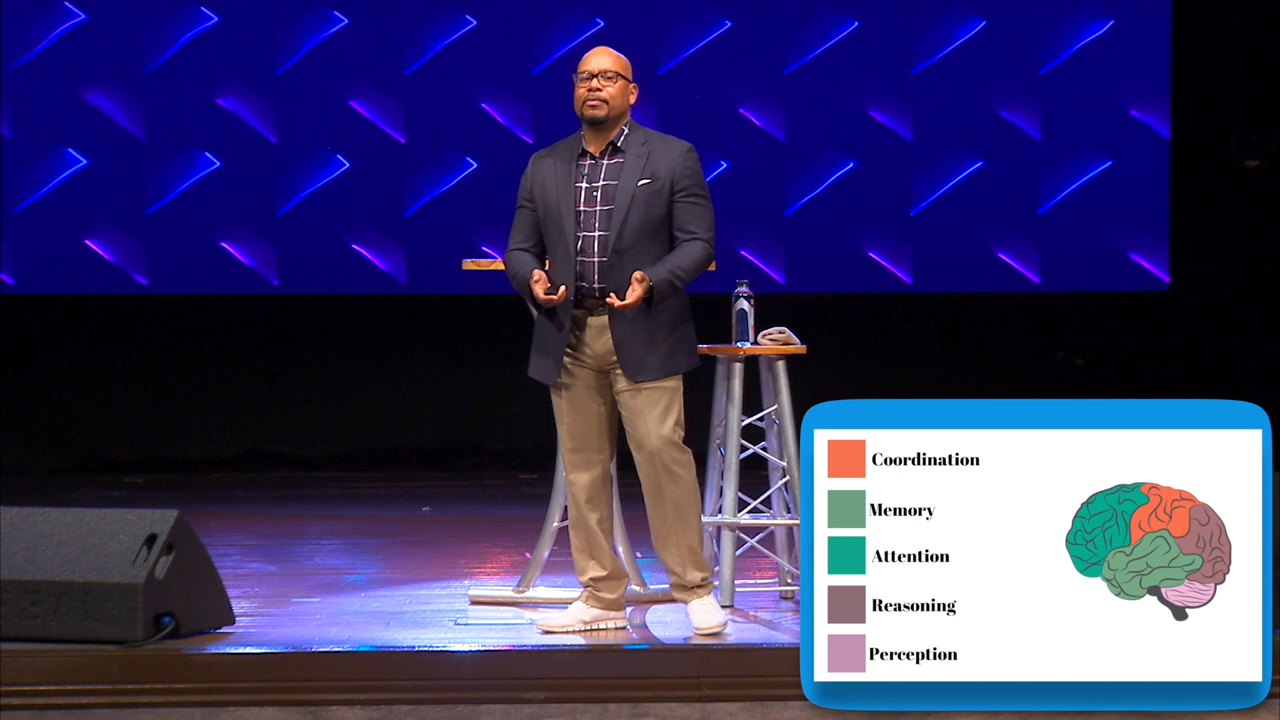 Coordination
Memory
Attention
Reasoning
Perception